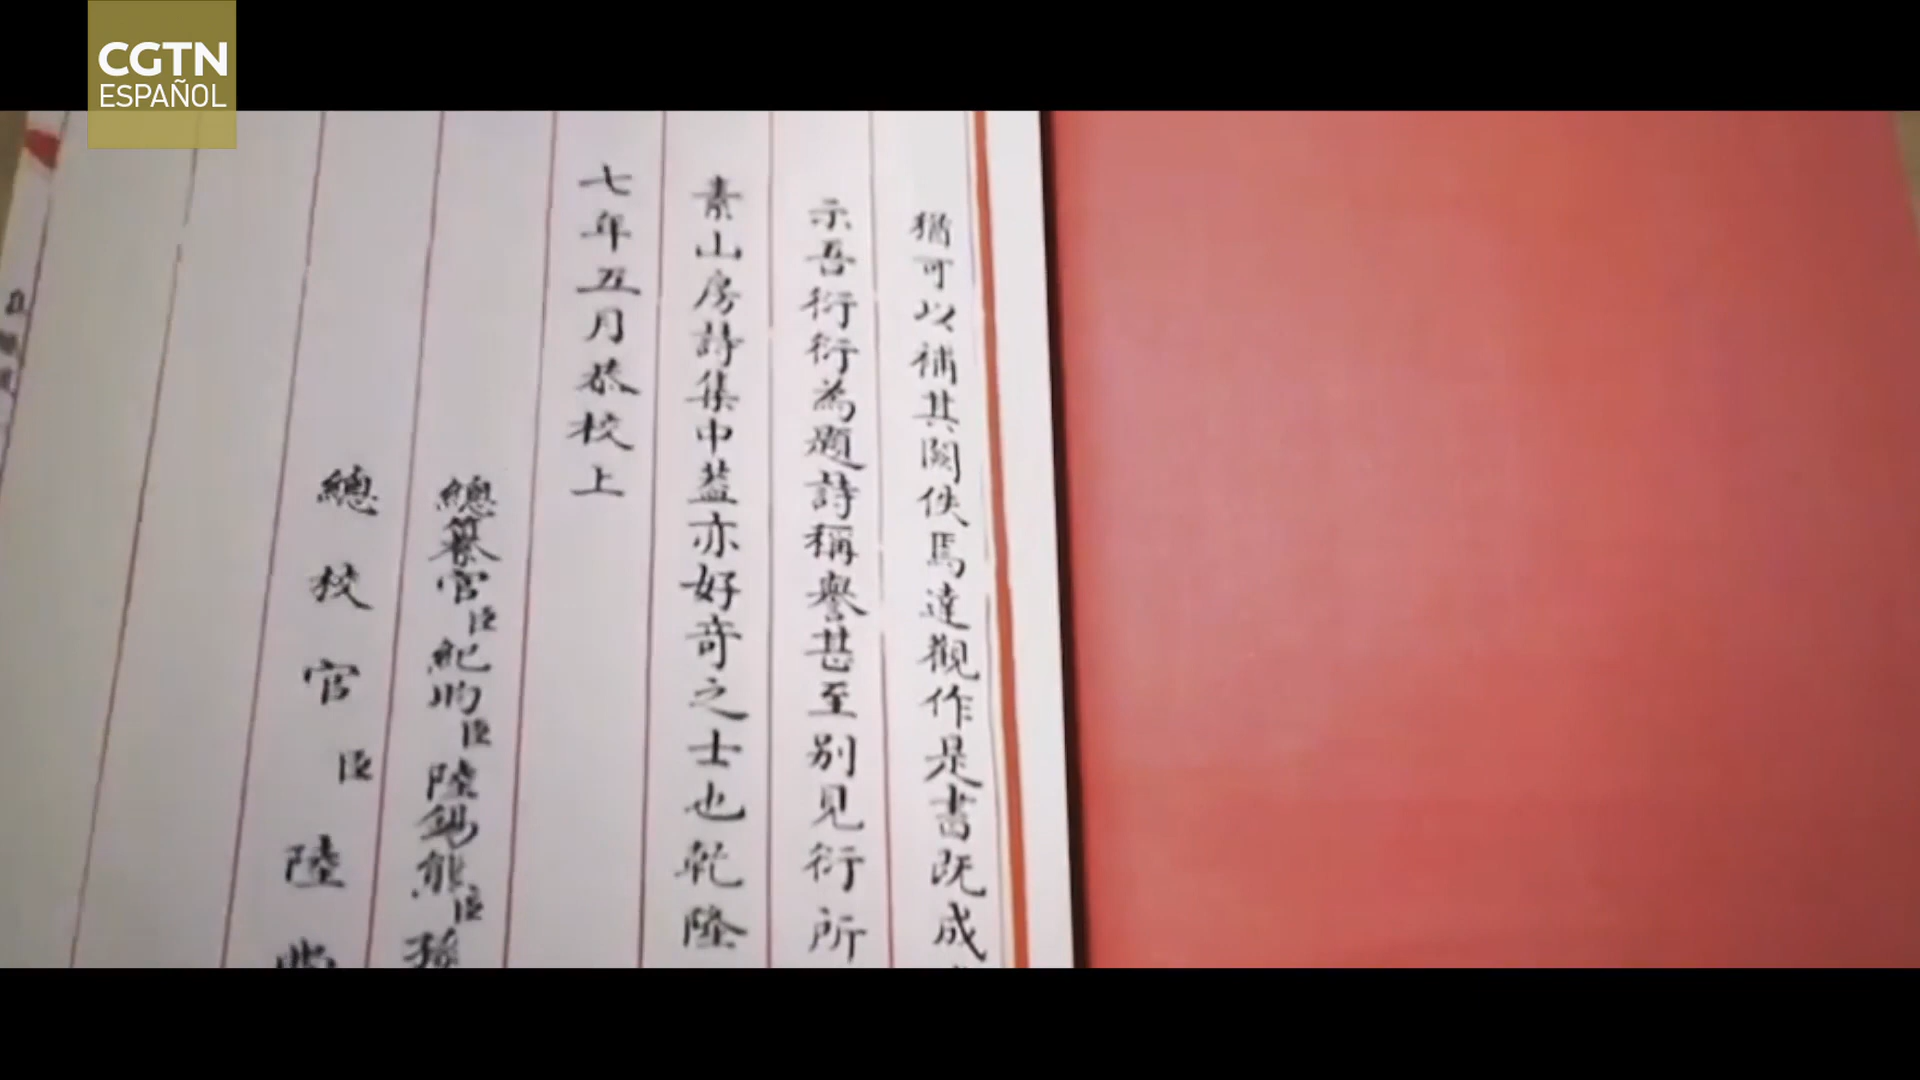 CGTN
ESPAÑOL
猶可以補其闕佚馬達觀作是書既成
示吾衍衍為題詩稱譽甚至別見衍所
素山房詩集中葢亦好奇之士也乾隆
七年五月恭校上
總纂官臣紀昀臣陸錫熊臣孫
總校官臣陸